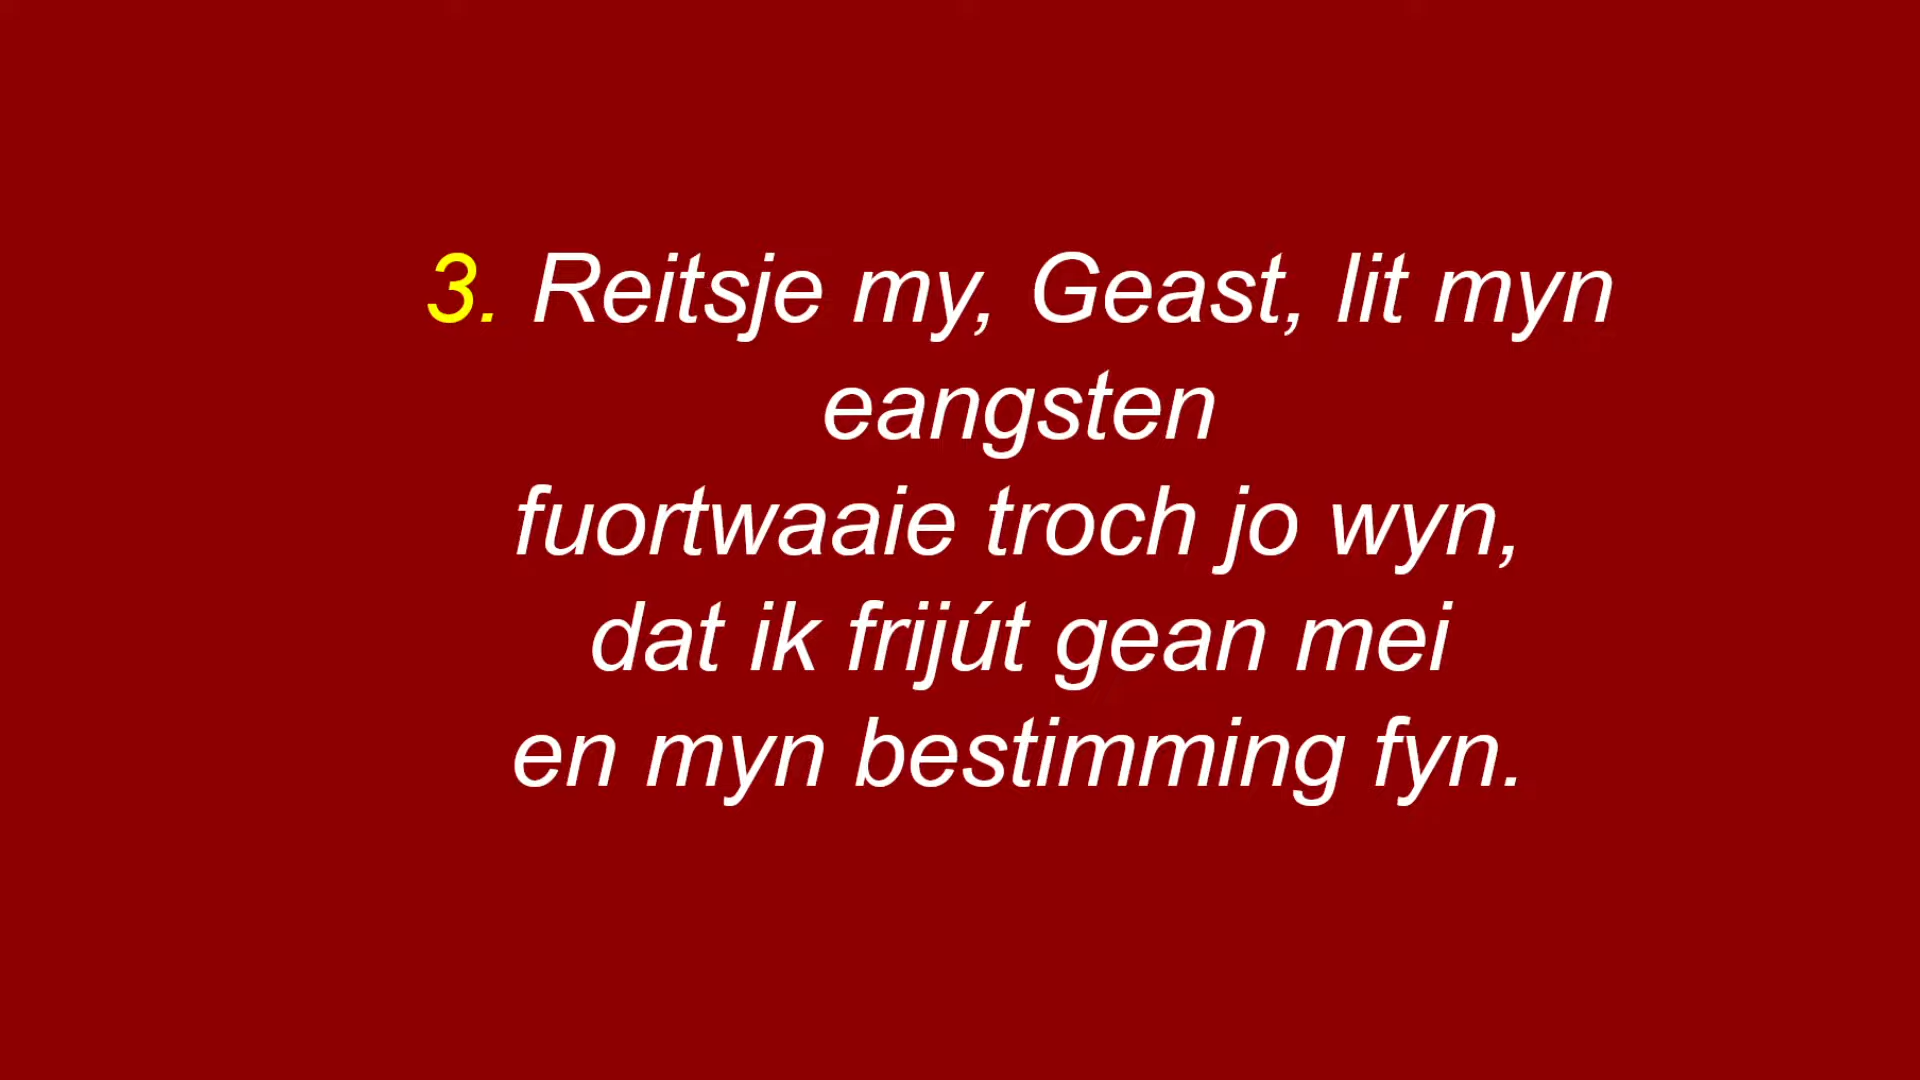 3. Reitsje my, Geast, lit myn
eangsten
fuortwaaie troch jo wyn,
dat ik frijút gean mei
en myn bestimming fyn.